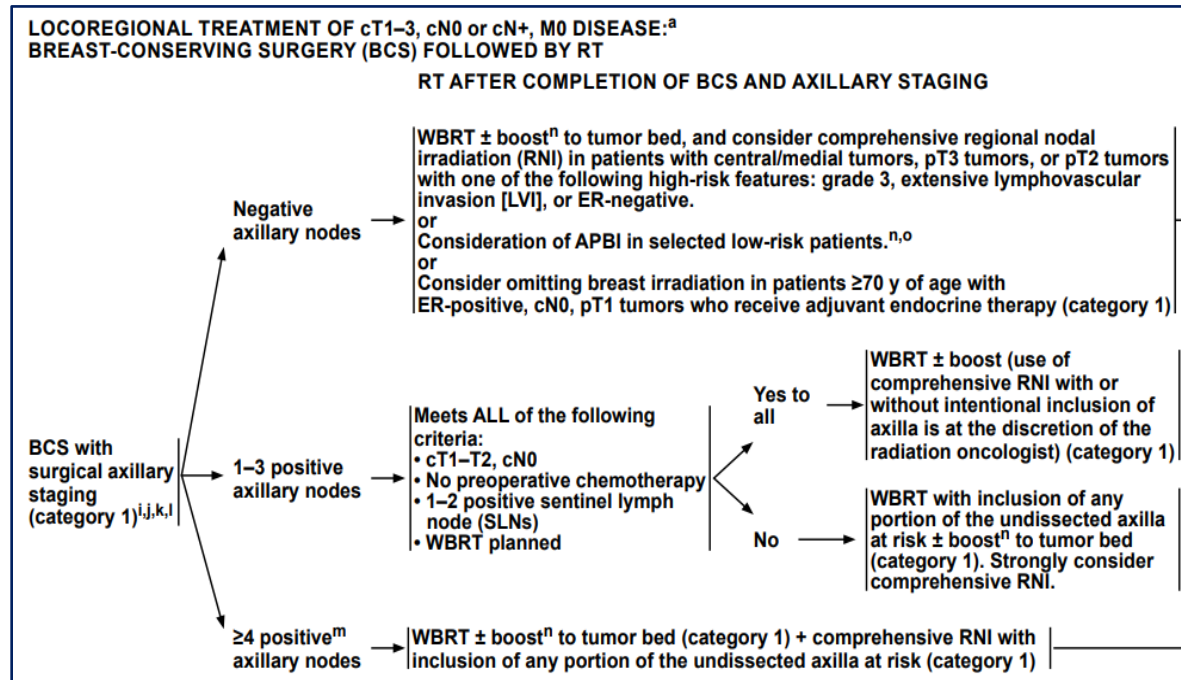 LOCOREGIONAL TREATMENT OF cT1–3, cN0 or cN+, M0 DISEASE:a
BREAST-CONSERVING SURGERY (BCS) FOLLOWED BY RT
RT AFTER COMPLETION OF BCS AND AXILLARY STAGING
BCS with
surgical axillary
staging
(category 1)i,j,k,l
Negative
axillary nodes
WBRT ± boostn to tumor bed, and consider comprehensive regional nodal
irradiation (RNI) in patients with central/medial tumors, pT3 tumors, or pT2 tumors
with one of the following high-risk features: grade 3, extensive lymphovascular
invasion [LVI], or ER-negative.
or
Consideration of APBI in selected low-risk patients.n,o
or
Consider omitting breast irradiation in patients ≥70 y of age with
ER-positive, cN0, pT1 tumors who receive adjuvant endocrine therapy (category 1)
1–3 positive
axillary nodes
Meets ALL of the following
criteria:
• cT1–T2, cN0
• No preoperative chemotherapy
• 1–2 positive sentinel lymph
node (SLNs)
• WBRT planned
Yes to
all
WBRT ± boost (use of
comprehensive RNI with or
without intentional inclusion of
axilla is at the discretion of the
radiation oncologist) (category 1)
No
WBRT with inclusion of any
portion of the undissected axilla
at risk ± boostn to tumor bed
(category 1). Strongly consider
comprehensive RNI.
≥4 positivem
axillary nodes
WBRT ± boostn to tumor bed (category 1) + comprehensive RNI with
inclusion of any portion of the undissected axilla at risk (category 1)